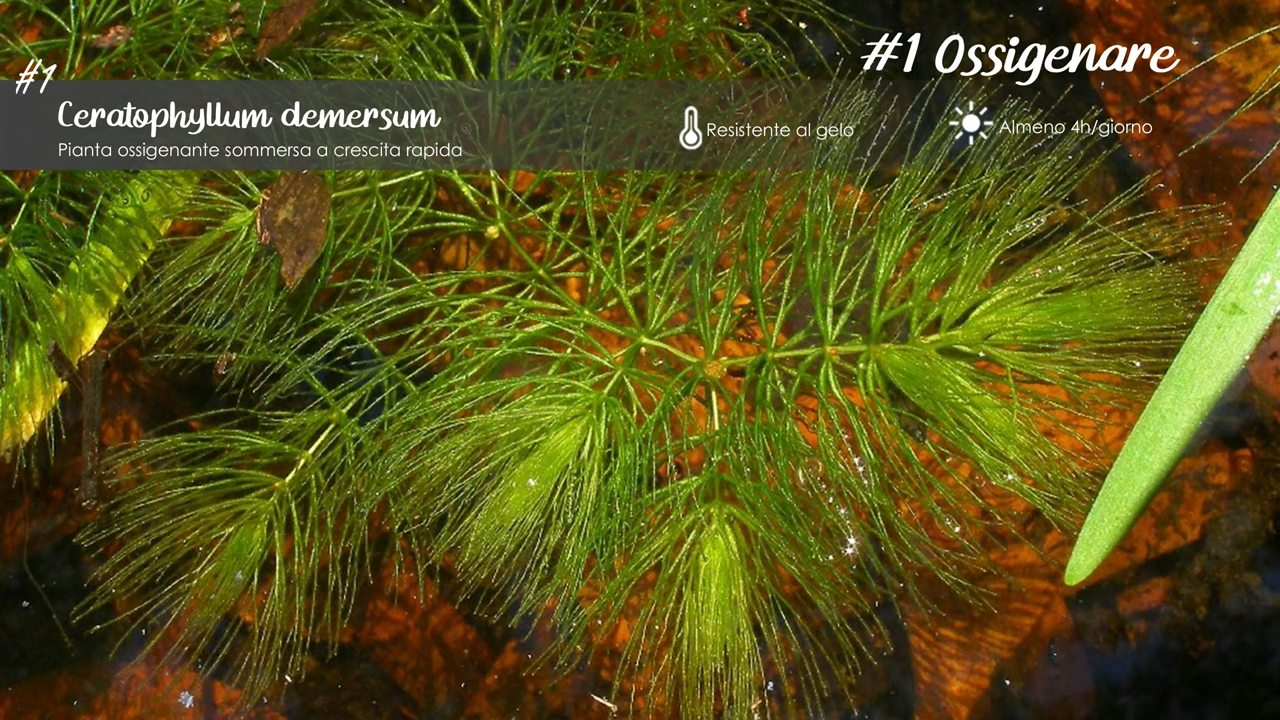 #1 Ossigenare
#1
Ceratophyllum demersum
Pianta ossigenante sommersa a crescita rapida
Resistente al gelo
Almeno 4h/giorno